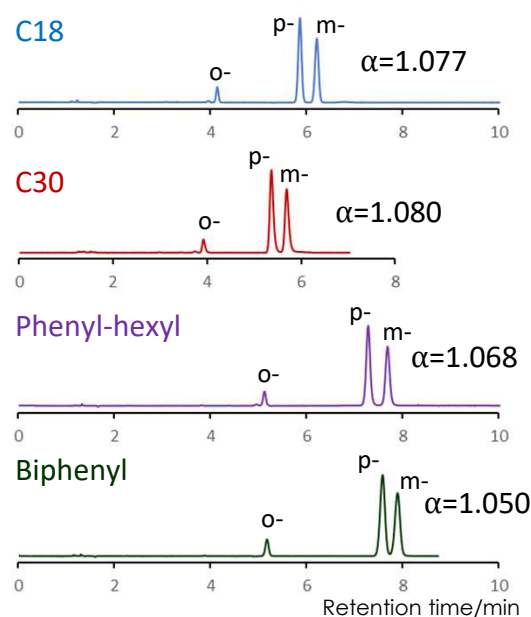 C18
o-
p-
m-
α=1.077
0 2 4 6 8 10
C30
o-
p-
m-
α=1.080
0 2 4 6 8
Phenyl-hexyl
o-
p-
m-
α=1.068
0 2 4 6 8 10
Biphenyl
o-
p-
m-
α=1.050
0 2 4 6 8 10
Retention time/min